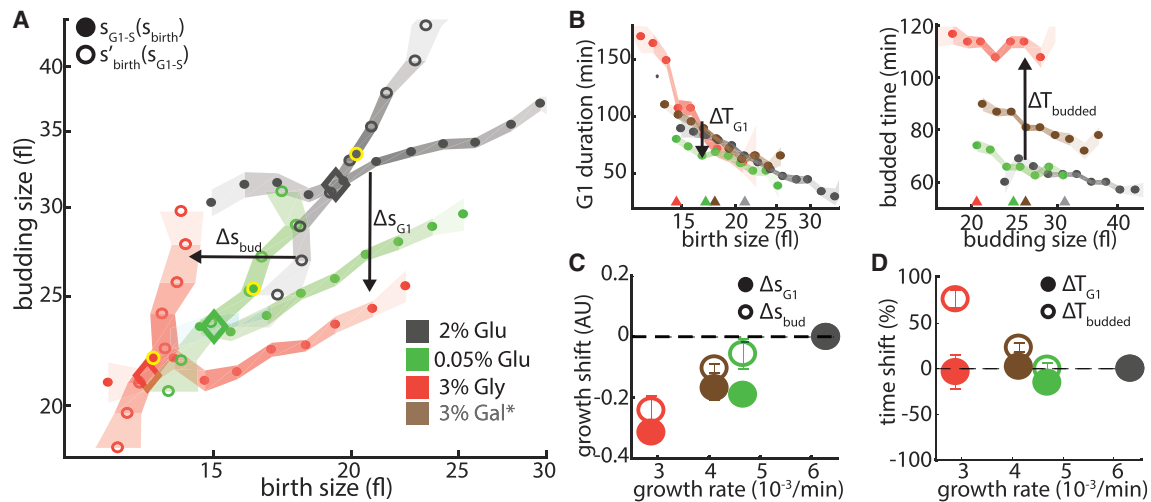 A
s_G1-S(s_birth)
s'_birth(s_G1-S)
budding size (fl)
40
30
25
20
Δs_bud
Δs_G1
2% Glu
0.05% Glu
3% Gly
3% Gal*
15 20 25 30
birth size (fl)
B
G1 duration (min)
150
100
50
ΔT_G1
15 20 25 30
birth size (fl)
budded time (min)
120
100
80
60
ΔT_budded
20 25 30 40
budding size (fl)
C
growth shift (AU)
0.2
0
-0.2
-0.4
Δs_G1
Δs_bud
3 4 5 6
growth rate (10⁻³/min)
D
time shift (%)
100
50
0
-50
-100
ΔT_G1
ΔT_budded
3 4 5 6
growth rate (10⁻³/min)